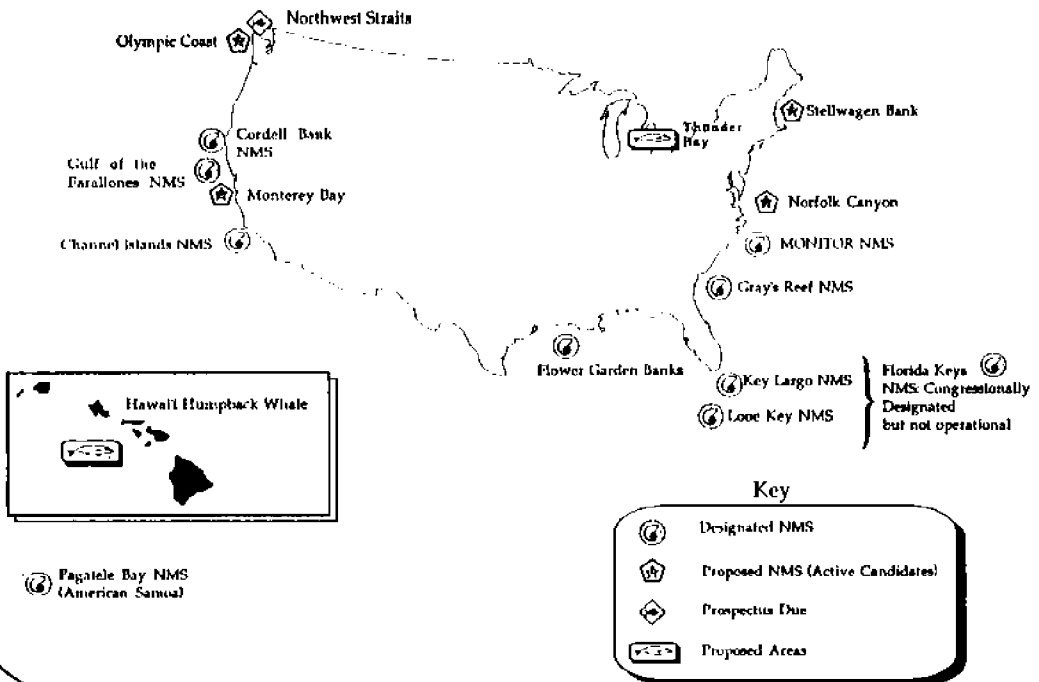 Northwest Straits
Olympic Coast
Stellwagen Bank
Thunder
Bay
Cordell Bank
NMS
Gulf of the
Farallones NMS
Monterey Bay
Norfolk Canyon
Channel Islands NMS
MONITOR NMS
Gray's Reef NMS
Flower Garden Banks
Key Largo NMS
Looe Key NMS
Florida Keys
NMS: Congressionally
Designated
but not operational
Hawai'i Humpback Whale
Key
Designated NMS
Proposed NMS (Active Candidates)
Prospectus Due
Proposed Areas
Pagatele Bay NMS
(American Samoa)